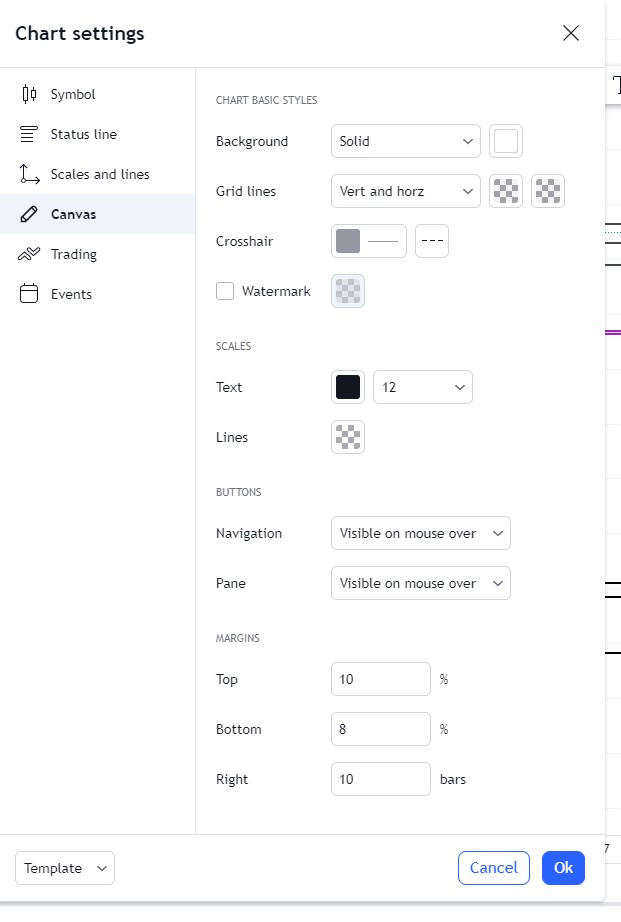 Chart settings
Symbol
Status line
Scales and lines
Canvas
Trading
Events
CHART BASIC STYLES
Background Solid
Grid lines Vert and horz
Crosshair
Watermark
SCALES
Text 12
Lines
BUTTONS
Navigation Visible on mouse over
Pane Visible on mouse over
MARGINS
Top 10 %
Bottom 8 %
Right 10 bars
Template Cancel Ok
7